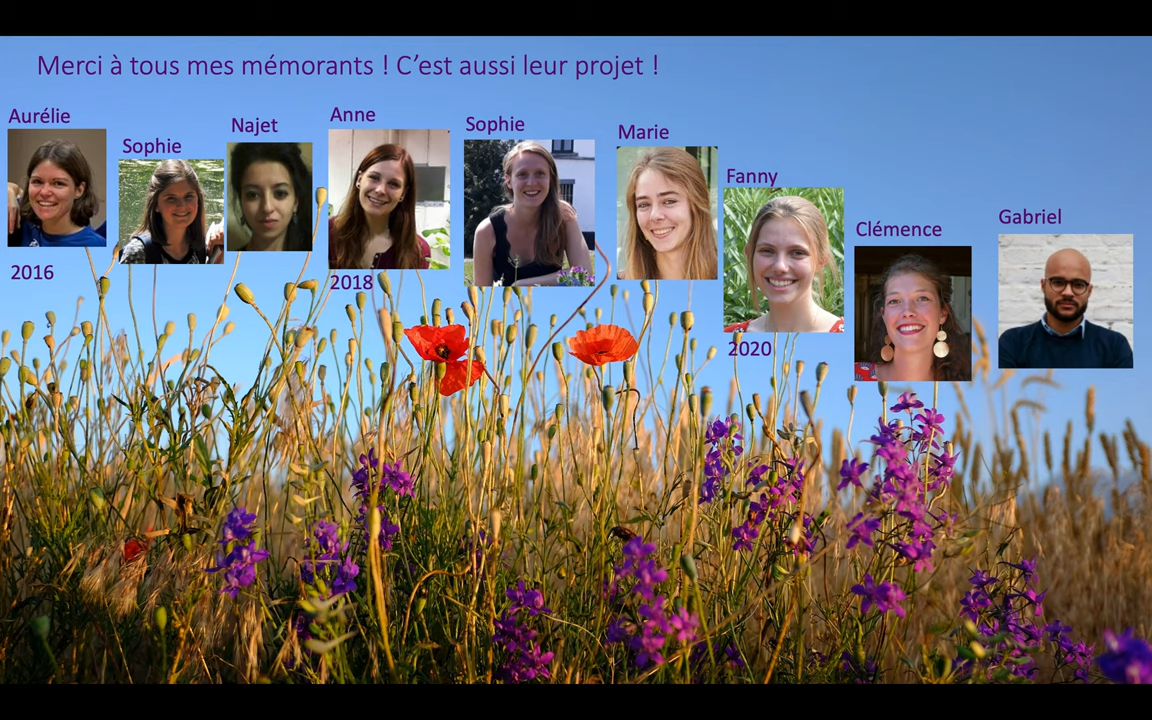 Merci à tous mes mémorants ! C’est aussi leur projet !
Aurélie
Sophie
Najet
Anne
Sophie
Marie
Fanny
Clémence
Gabriel
2016
2018
2020